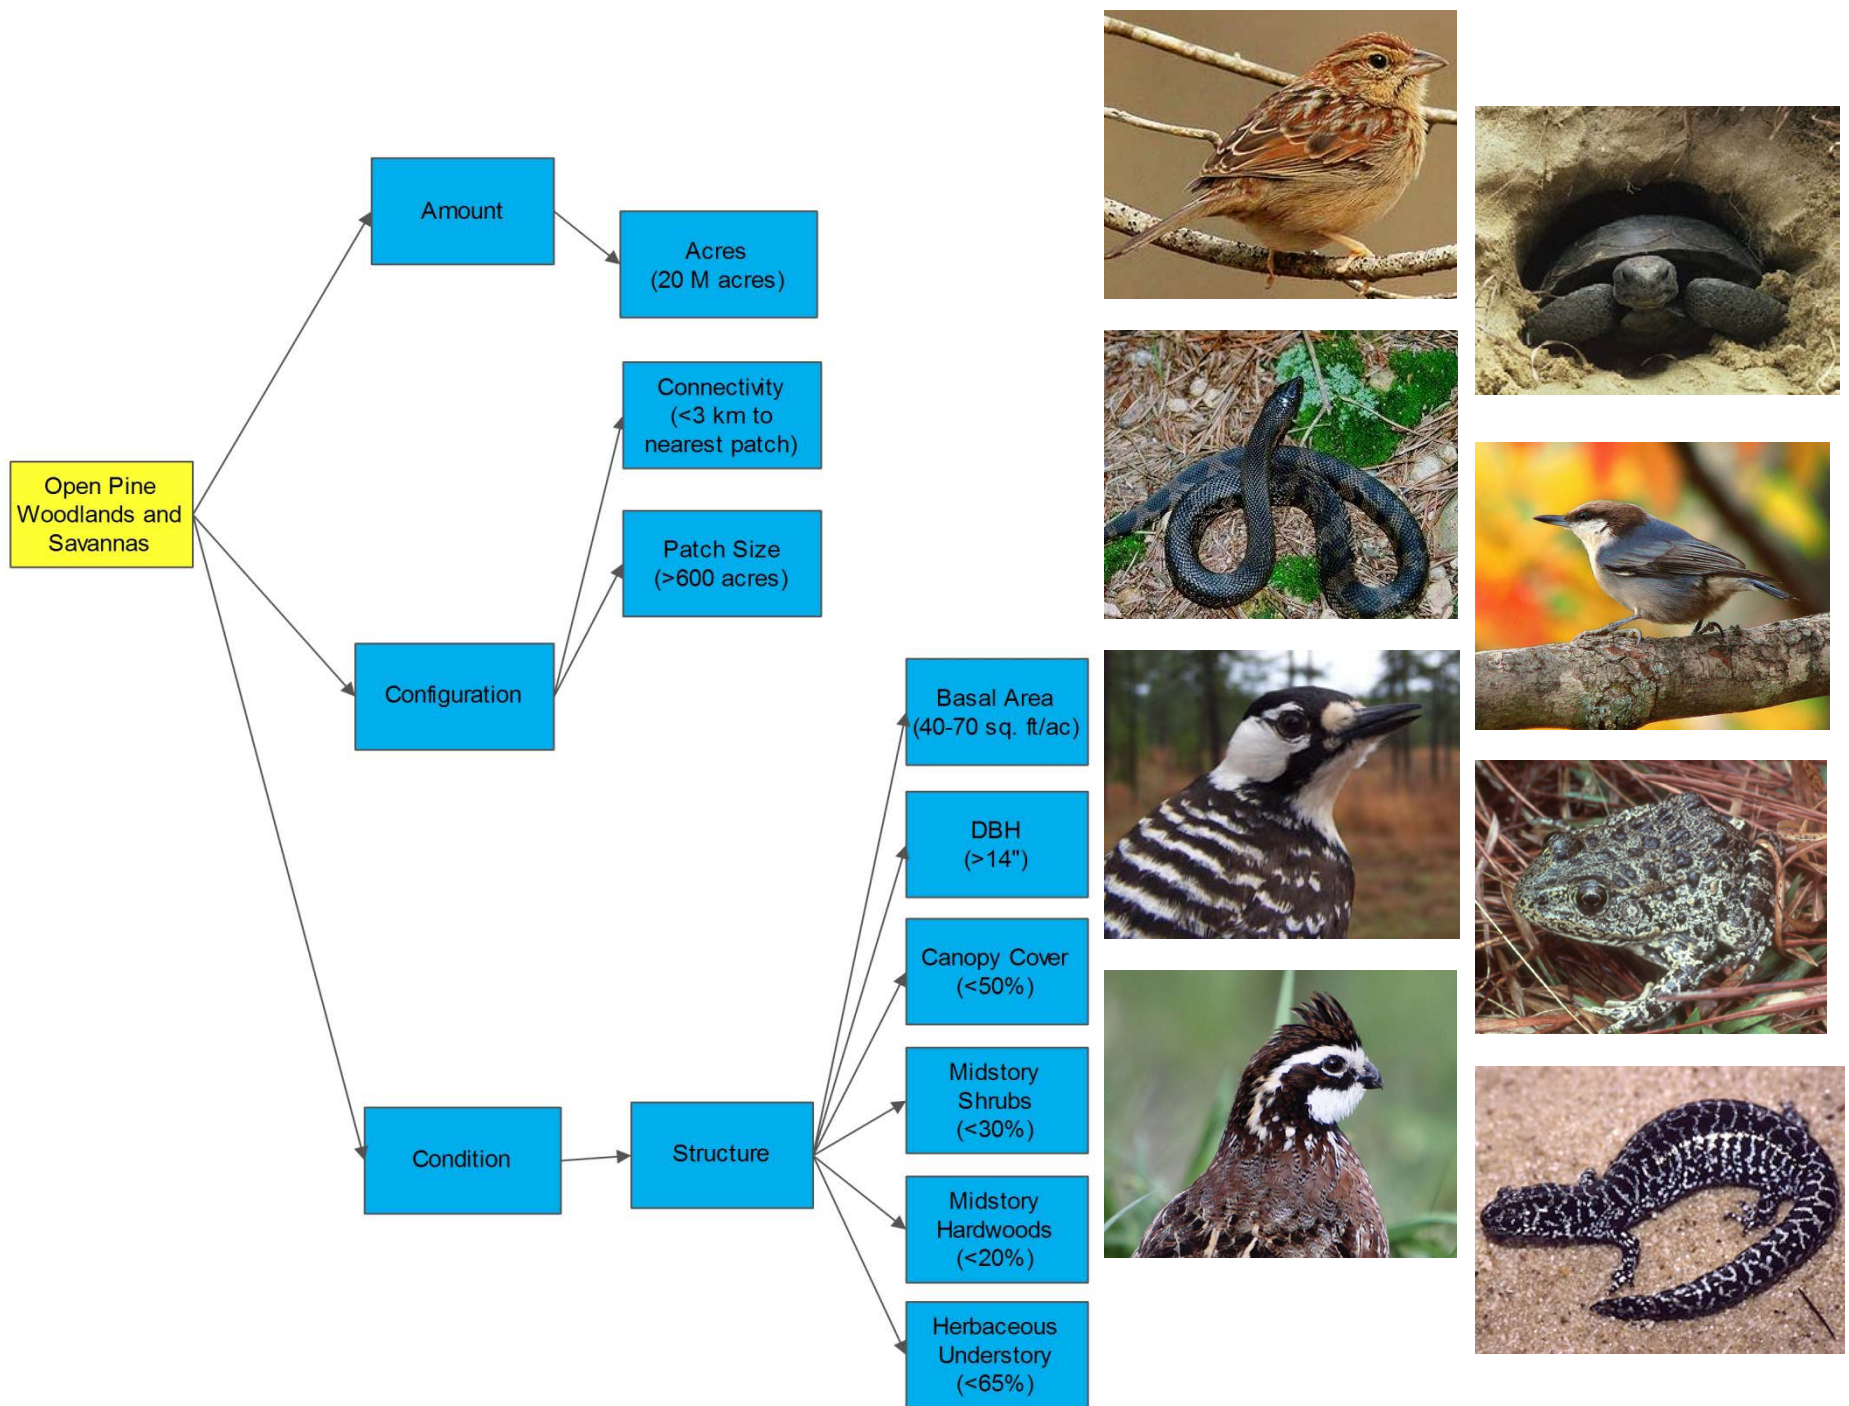 Amount
Acres
(20 M acres)
Connectivity
(<3 km to
nearest patch)
Open Pine
Woodlands and
Savannas
Patch Size
(>600 acres)
Configuration
Basal Area
(40-70 sq. ft/ac)
DBH
(>14")
Canopy Cover
(<50%)
Midstory
Shrubs
(<30%)
Condition
Structure
Midstory
Hardwoods
(<20%)
Herbaceous
Understory
(<65%)